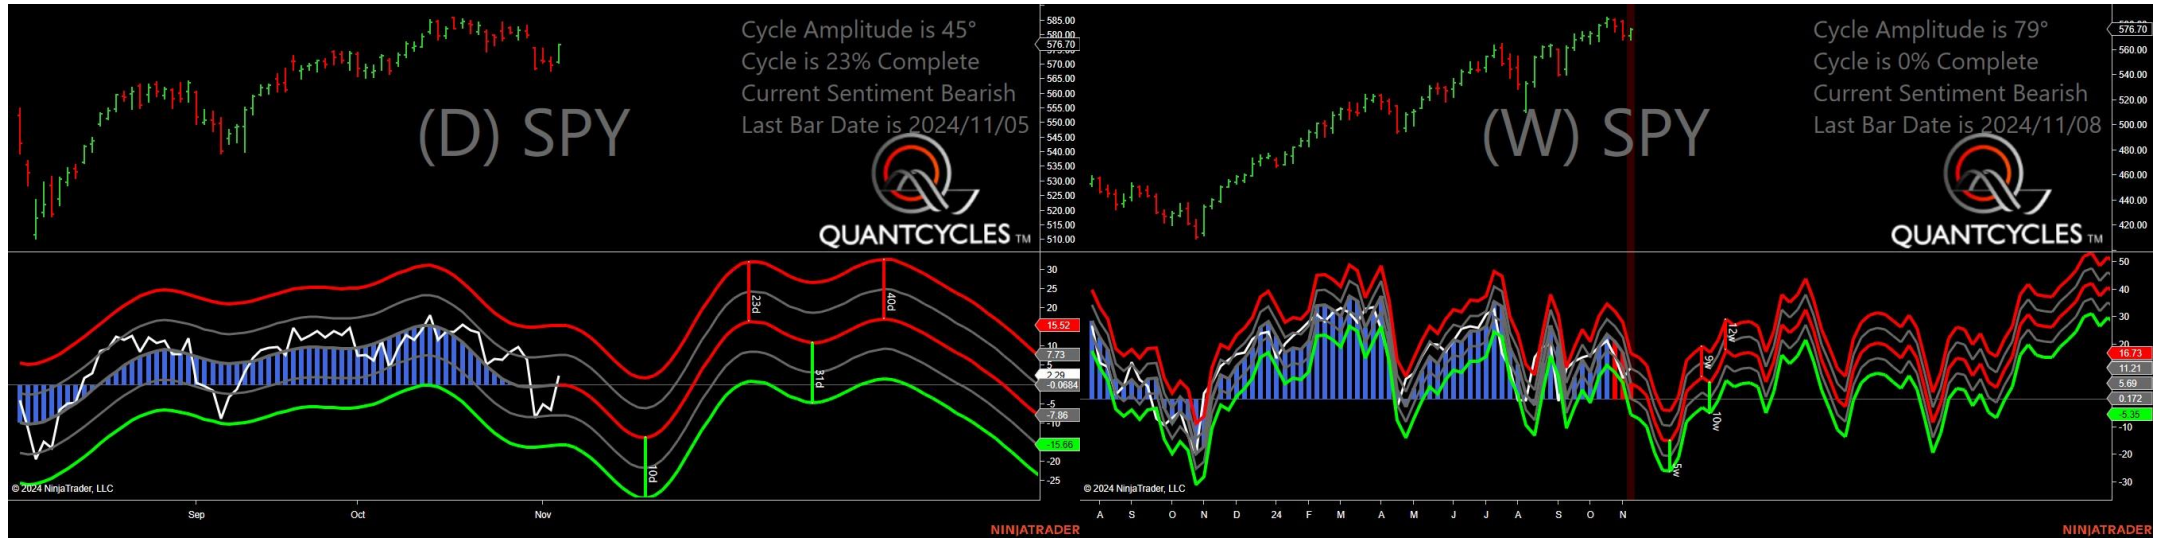 Cycle Amplitude is 45°
Cycle is 23% Complete
Current Sentiment Bearish
Last Bar Date is 2024/11/05
(D) SPY
QUANTCYCLES TM
585.00
580.00
576.70
570.00
565.00
560.00
555.00
550.00
545.00
540.00
535.00
530.00
525.00
520.00
515.00
510.00
30
25
20
15.52
10
7.73
2.29
-0.0684
-5
-7.86
-10
-15.66
-20
-25
10d
23d
31d
40d
© 2024 NinjaTrader, LLC
Sep Oct Nov
NINJATRADER
Cycle Amplitude is 79°
Cycle is 0% Complete
Current Sentiment Bearish
Last Bar Date is 2024/11/08
(W) SPY
QUANTCYCLES TM
576.70
560.00
540.00
520.00
500.00
480.00
460.00
440.00
420.00
50
40
30
20
16.73
11.21
5.69
0.172
-5.35
-10
-20
-30
5w
9w
10w
12w
© 2024 NinjaTrader, LLC
A S O N D 24 F M A M J J A S O N
NINJATRADER